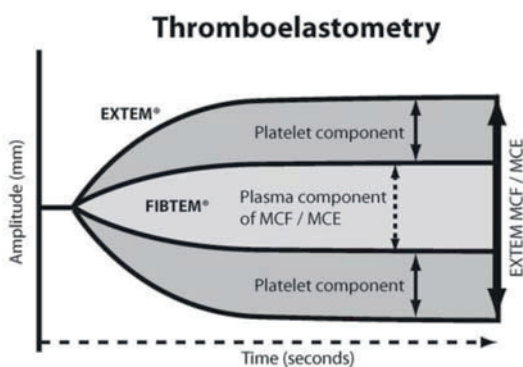 Thromboelastometry
Amplitude (mm)
EXTEM®
Platelet component
FIBTEM®
Plasma component
of MCF / MCE
Platelet component
EXTEM MCF / MCE
Time (seconds)